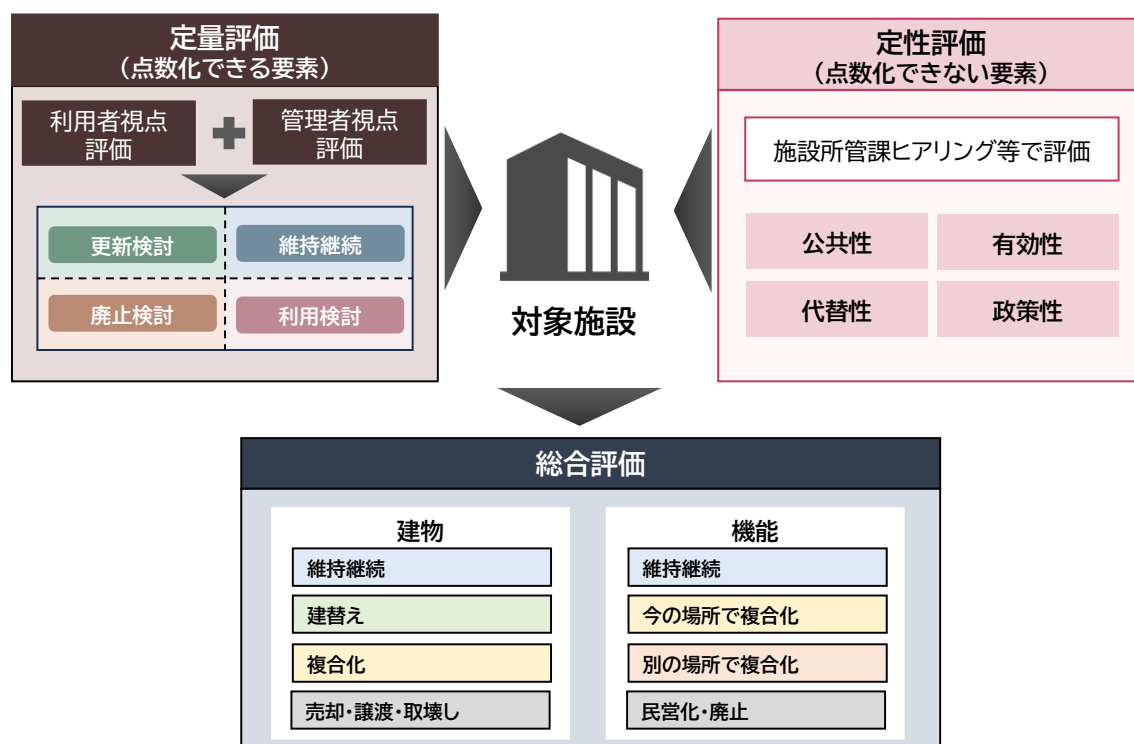 定量評価
（点数化できる要素）
利用者視点
評価
管理者視点
評価
更新検討
維持継続
廃止検討
利用検討
対象施設
定性評価
（点数化できない要素）
施設所管課ヒアリング等で評価
公共性
有効性
代替性
政策性
総合評価
建物
維持継続
建替え
複合化
売却・譲渡・取壊し
機能
維持継続
今の場所で複合化
別の場所で複合化
民営化・廃止